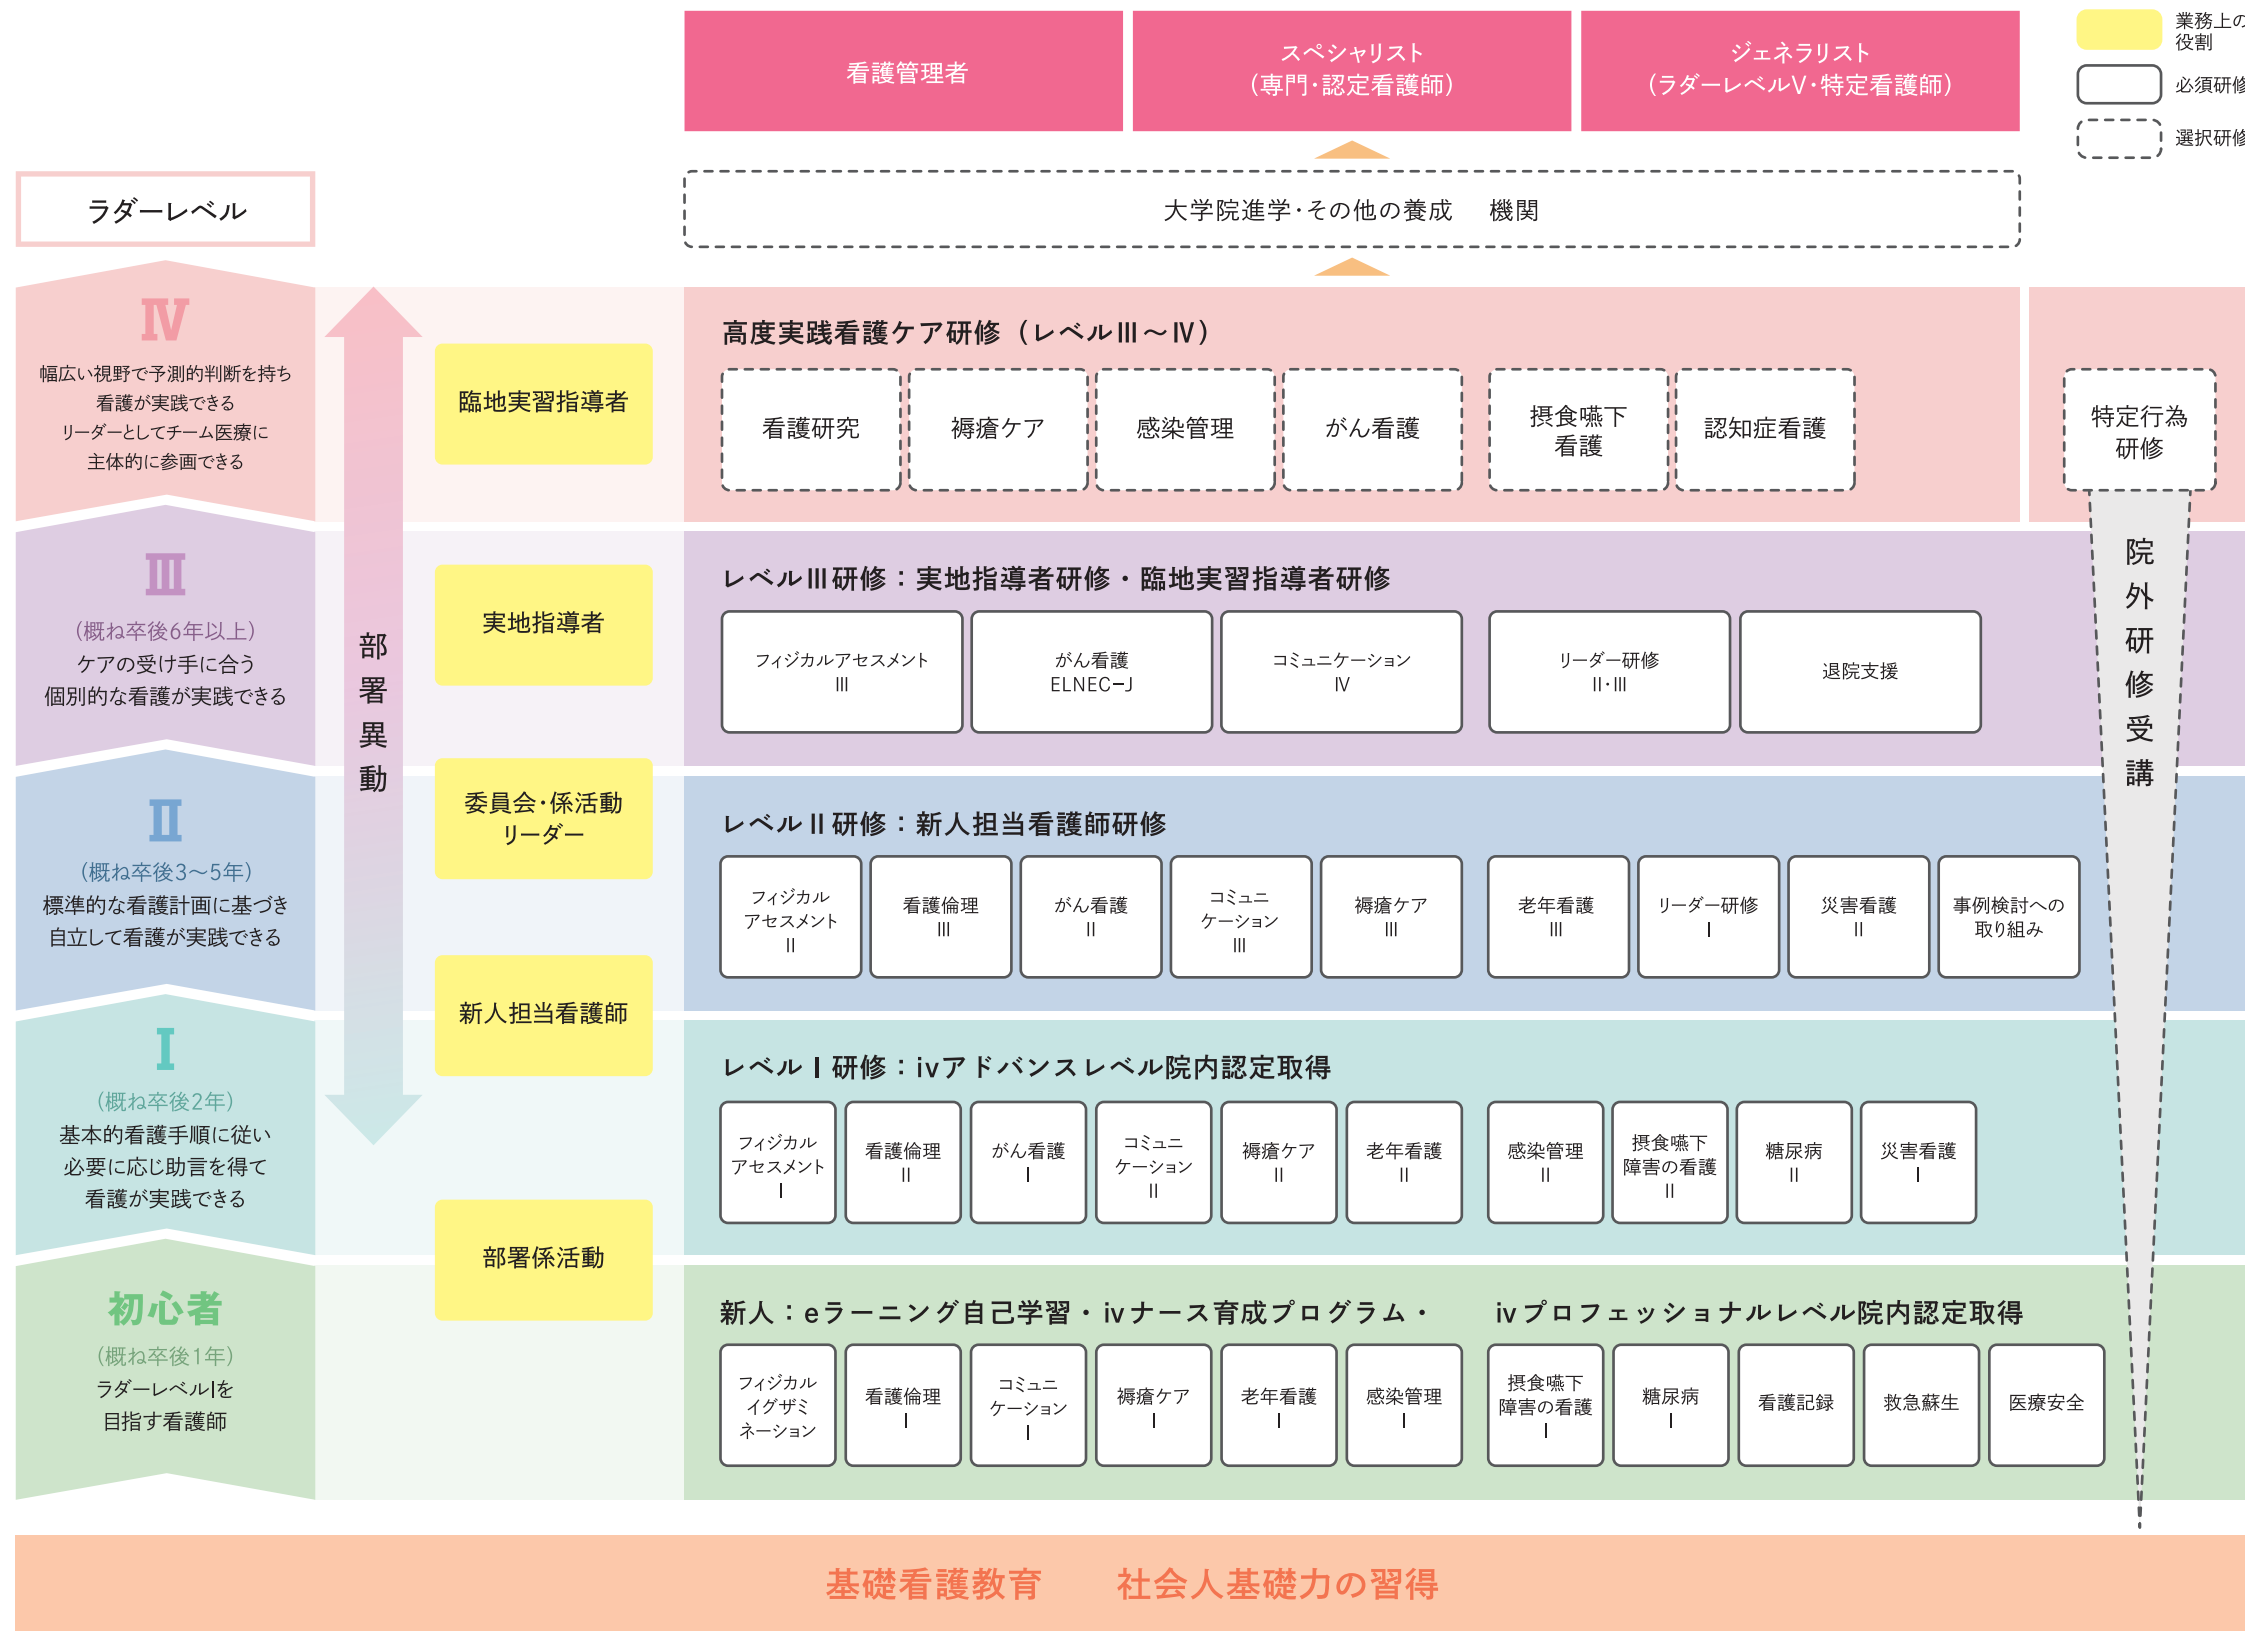 看護管理者
スペシャリスト
（専門・認定看護師）
ジェネラリスト
（ラダーレベルⅤ・特定看護師）
業務上の
役割
必須研修
選択研修
ラダーレベル
大学院進学・その他の養成　機関
Ⅳ
幅広い視野で予測的判断を持ち
看護が実践できる
リーダーとしてチーム医療に
主体的に参画できる
臨地実習指導者
高度実践看護ケア研修（レベルⅢ〜Ⅳ）
看護研究
褥瘡ケア
感染管理
がん看護
摂食嚥下
看護
認知症看護
特定行為
研修
院外研修受講
部署異動
Ⅲ
（概ね卒後6年以上）
ケアの受け手に合う
個別的な看護が実践できる
実地指導者
レベルⅢ研修：実地指導者研修・臨地実習指導者研修
フィジカルアセスメント
Ⅲ
がん看護
ELNEC−J
コミュニケーション
Ⅳ
リーダー研修
Ⅱ・Ⅲ
退院支援
委員会・係活動
リーダー
Ⅱ
（概ね卒後3〜5年）
標準的な看護計画に基づき
自立して看護が実践できる
レベルⅡ研修：新人担当看護師研修
フィジカル
アセスメント
Ⅱ
看護倫理
Ⅲ
がん看護
Ⅱ
コミュニ
ケーション
Ⅲ
褥瘡ケア
Ⅲ
老年看護
Ⅲ
リーダー研修
Ⅰ
災害看護
Ⅱ
事例検討への
取り組み
新人担当看護師
Ⅰ
（概ね卒後2年）
基本的看護手順に従い
必要に応じ助言を得て
看護が実践できる
レベルⅠ研修：ivアドバンスレベル院内認定取得
フィジカル
アセスメント
Ⅰ
看護倫理
Ⅱ
がん看護
Ⅰ
コミュニ
ケーション
Ⅱ
褥瘡ケア
Ⅱ
老年看護
Ⅱ
感染管理
Ⅱ
摂食嚥下
障害の看護
Ⅱ
糖尿病
Ⅱ
災害看護
Ⅰ
部署係活動
初心者
（概ね卒後1年）
ラダーレベルⅠを
目指す看護師
新人：eラーニング自己学習・ivナース育成プログラム・　ivプロフェッショナルレベル院内認定取得
フィジカル
イグザミ
ネーション
看護倫理
Ⅰ
コミュニ
ケーション
Ⅰ
褥瘡ケア
Ⅰ
老年看護
Ⅰ
感染管理
Ⅰ
摂食嚥下
障害の看護
Ⅰ
糖尿病
Ⅰ
看護記録
救急蘇生
医療安全
基礎看護教育　社会人基礎力の習得